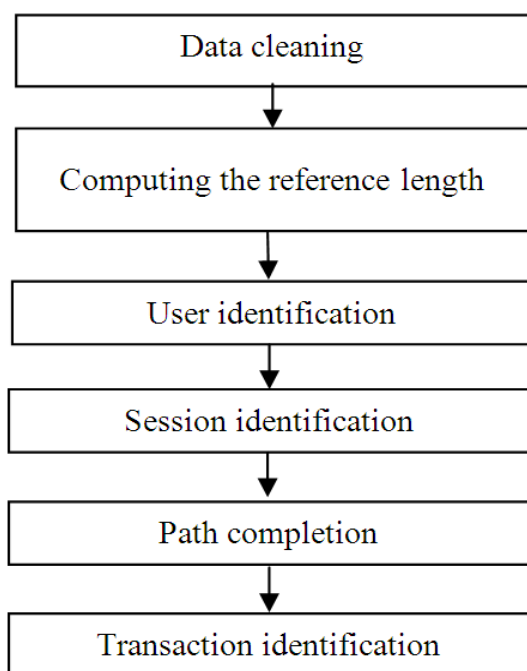 Data cleaning
Computing the reference length
User identification
Session identification
Path completion
Transaction identification